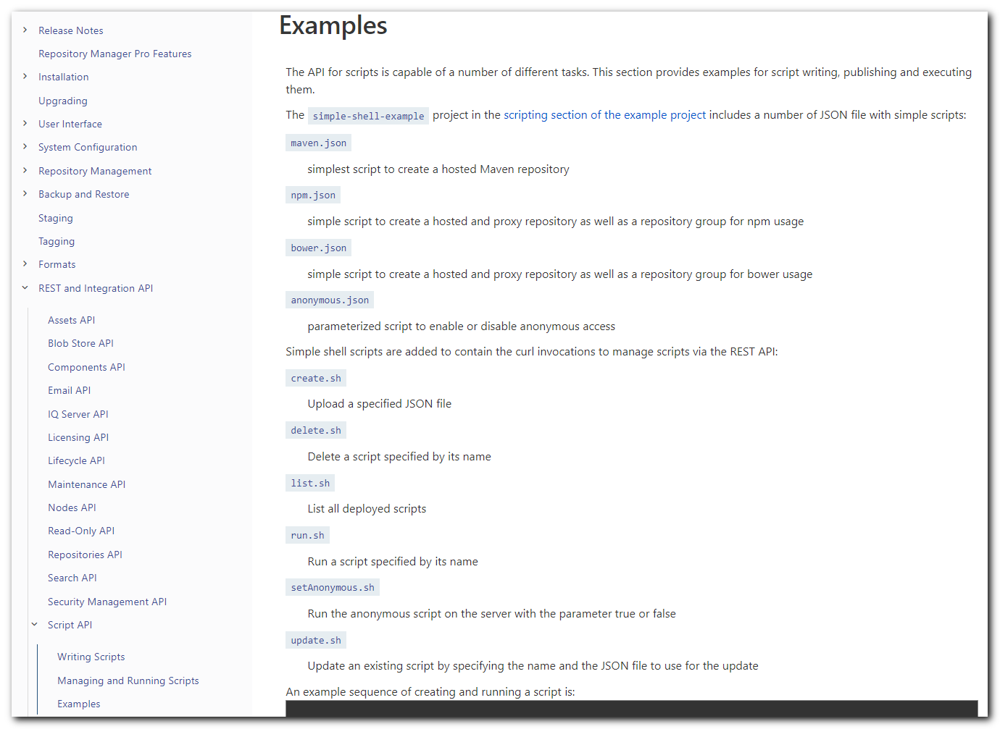 Release Notes
Repository Manager Pro Features
Installation
Upgrading
User Interface
System Configuration
Repository Management
Backup and Restore
Staging
Tagging
Formats
REST and Integration API
Assets API
Blob Store API
Components API
Email API
IQ Server API
Licensing API
Lifecycle API
Maintenance API
Nodes API
Read-Only API
Repositories API
Search API
Security Management API
Script API
Writing Scripts
Managing and Running Scripts
Examples
Examples
The API for scripts is capable of a number of different tasks. This section provides examples for script writing, publishing and executing
them.
The simple-shell-example project in the scripting section of the example project includes a number of JSON file with simple scripts:
maven.json
simplest script to create a hosted Maven repository
npm.json
simple script to create a hosted and proxy repository as well as a repository group for npm usage
bower.json
simple script to create a hosted and proxy repository as well as a repository group for bower usage
anonymous.json
parameterized script to enable or disable anonymous access
Simple shell scripts are added to contain the curl invocations to manage scripts via the REST API:
create.sh
Upload a specified JSON file
delete.sh
Delete a script specified by its name
list.sh
List all deployed scripts
run.sh
Run a script specified by its name
setAnonymous.sh
Run the anonymous script on the server with the parameter true or false
update.sh
Update an existing script by specifying the name and the JSON file to use for the update
An example sequence of creating and running a script is: